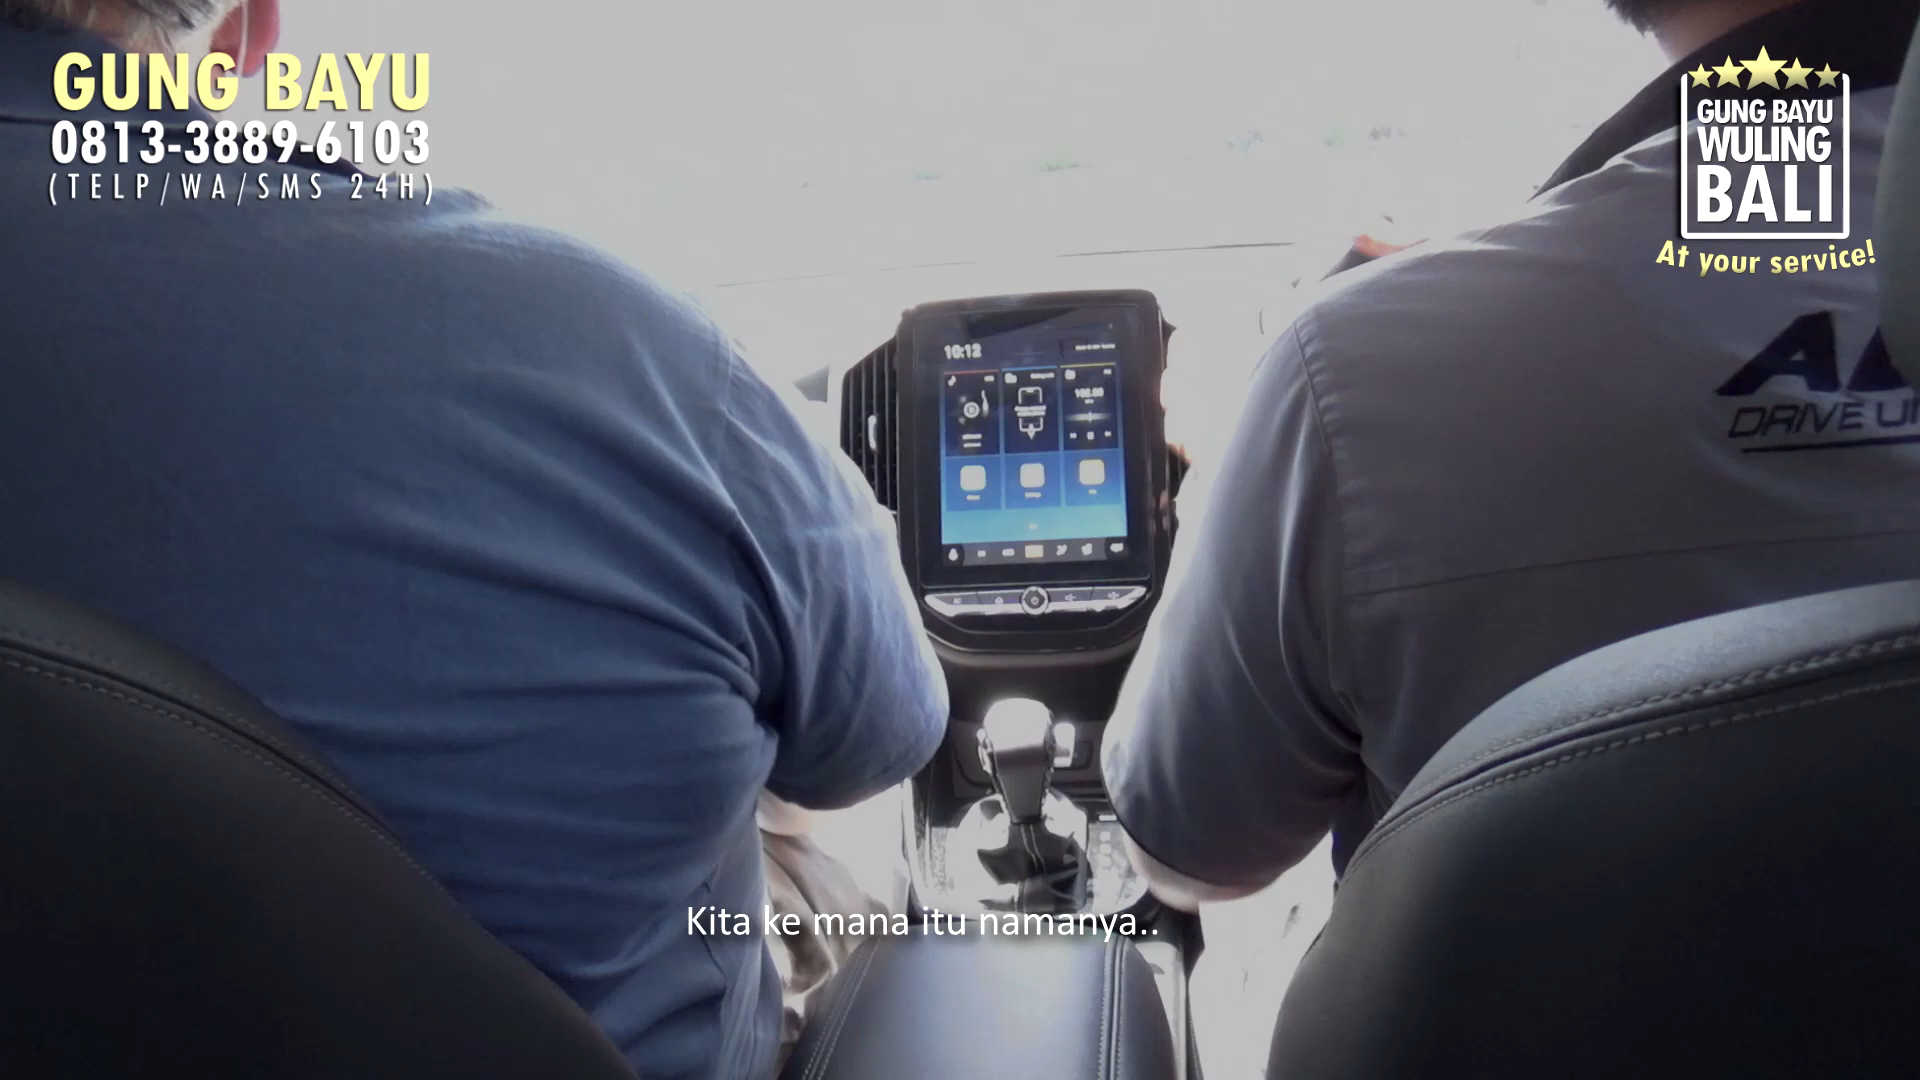 GUNG BAYU
0813-3889-6103
(TELP/WA/SMS 24H)
GUNG BAYU
WULING
BALI
At your service!
10:12
DRIVE
Kita ke mana itu namanya..